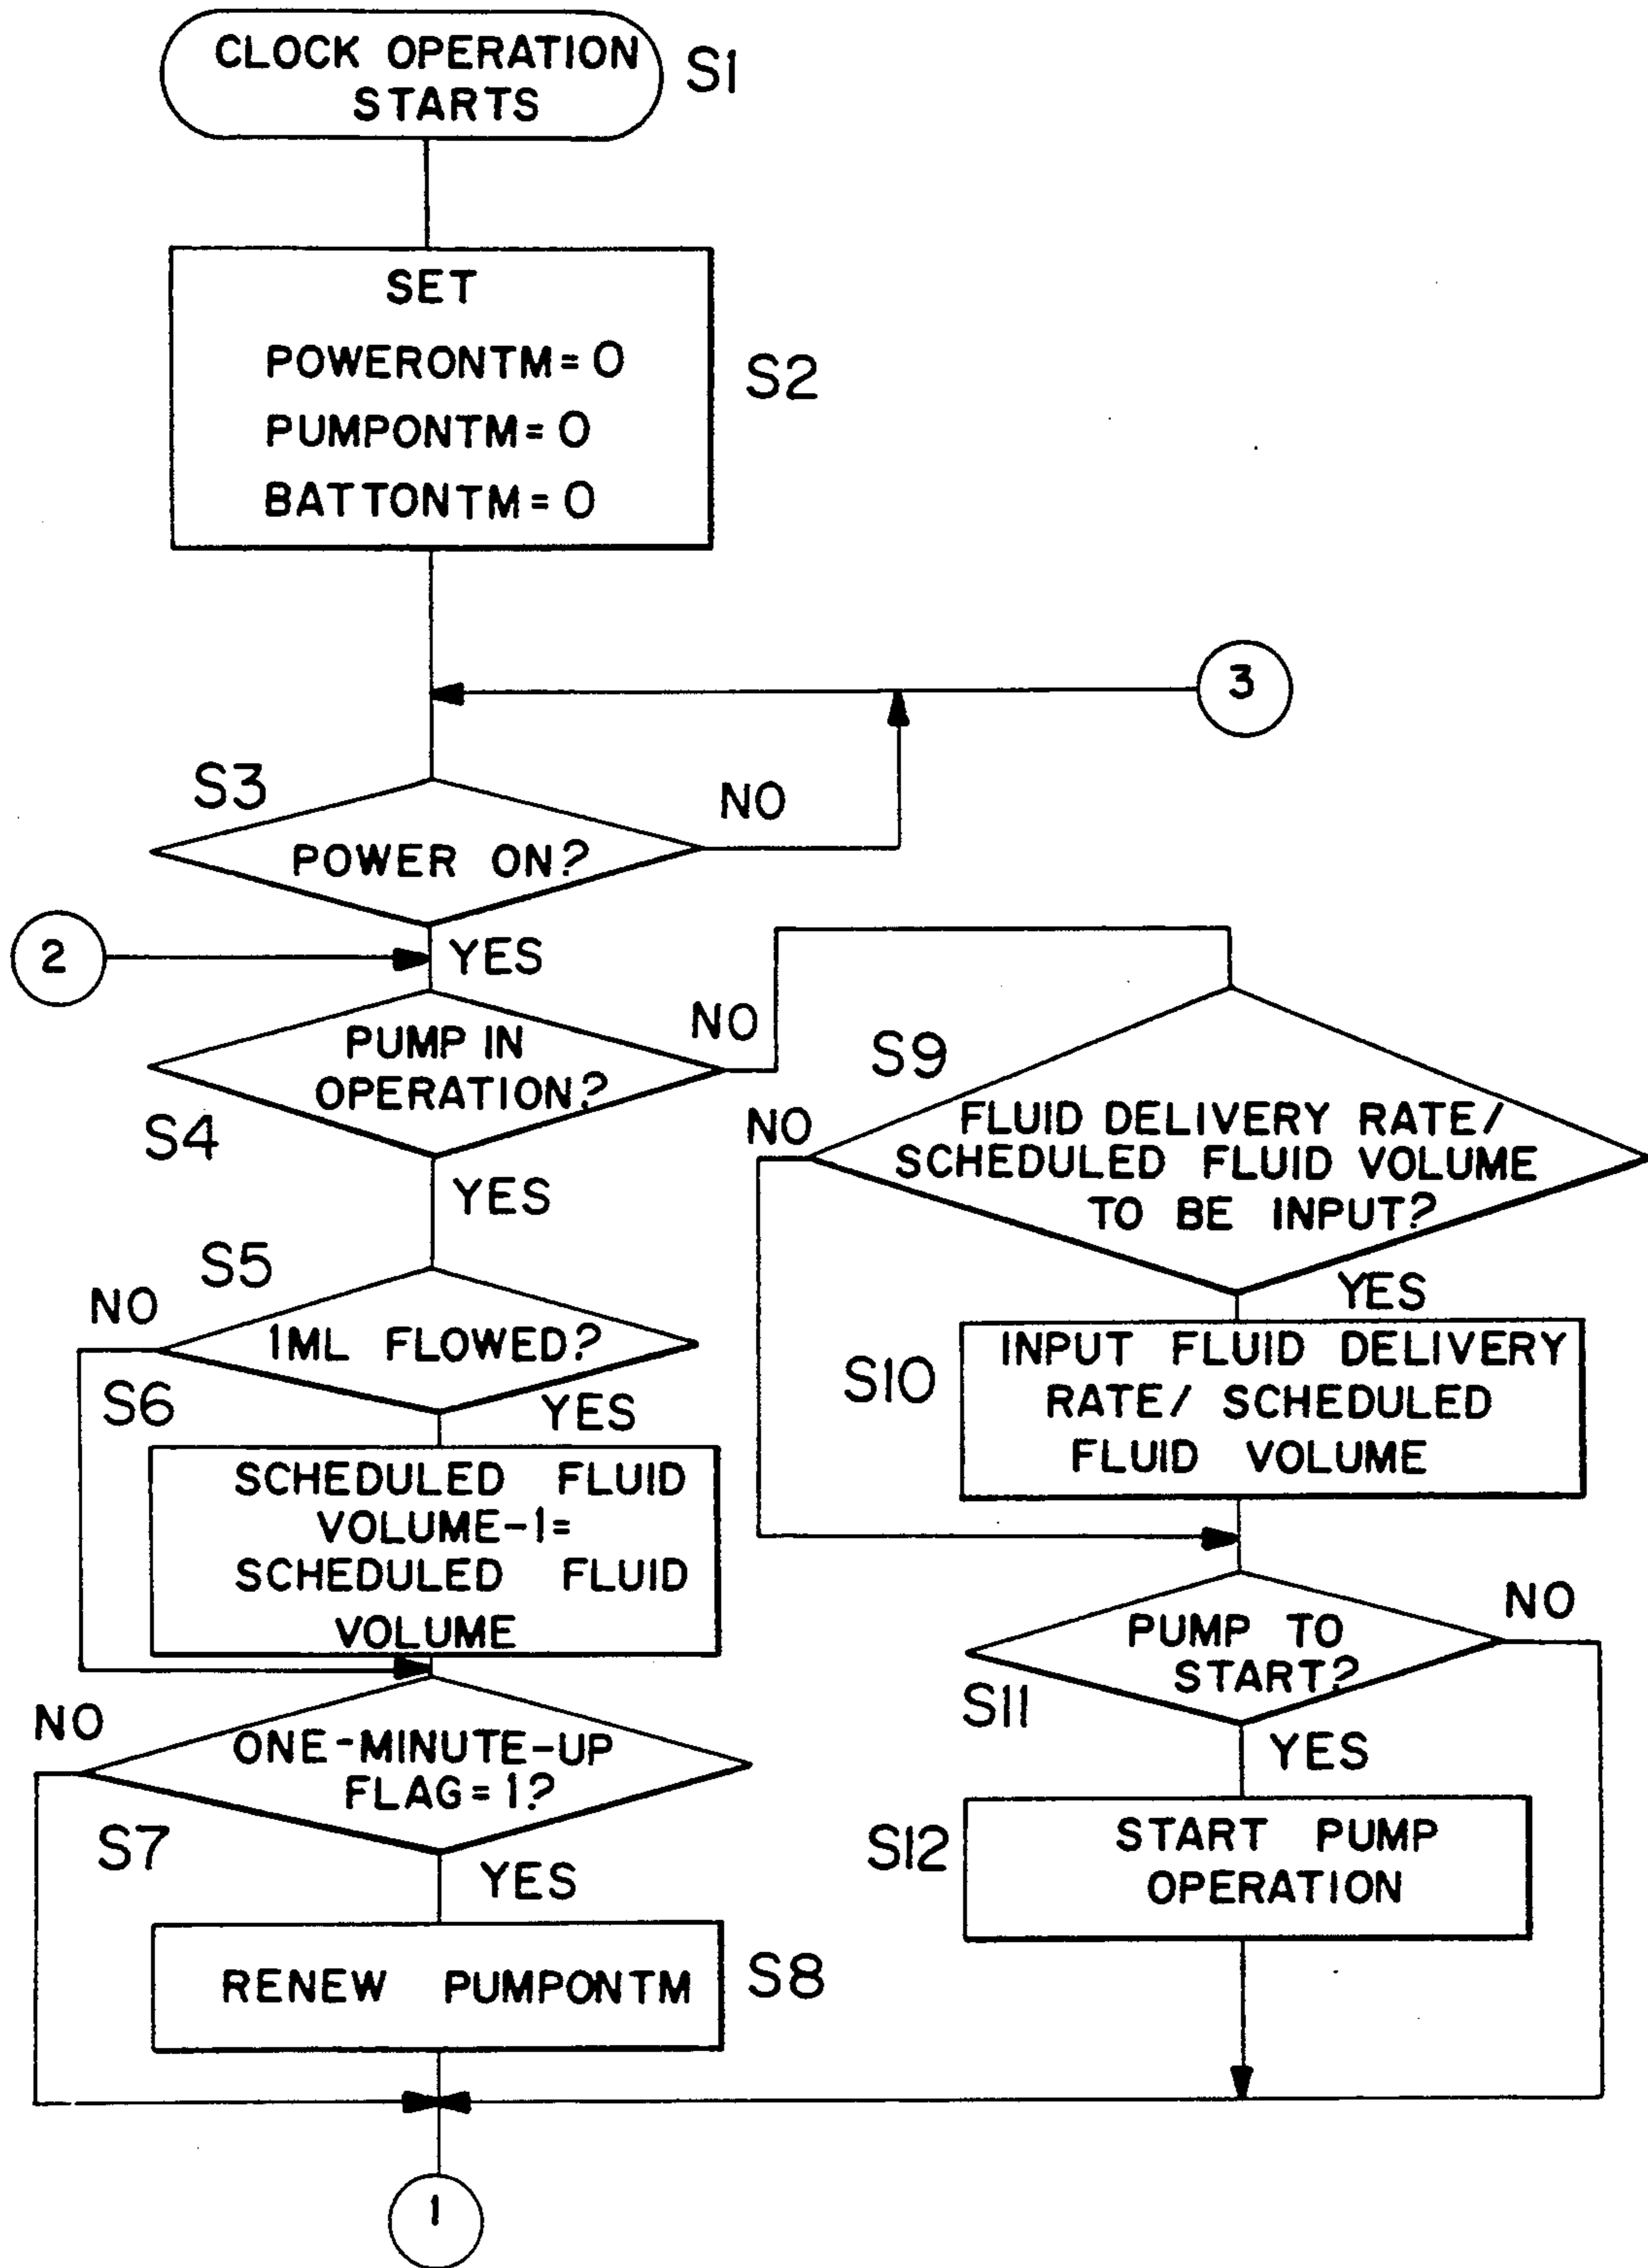 CLOCK OPERATION
STARTS
S1
SET
POWERONTM=0
PUMPONTM=0
BATTONTM=0
S2
3
S3
NO
POWER ON?
2
YES
PUMP IN
OPERATION?
NO
S4
YES
S5
NO
1ML FLOWED?
S6
YES
SCHEDULED FLUID
VOLUME-1=
SCHEDULED FLUID
VOLUME
NO
ONE-MINUTE-UP
FLAG=1?
S7
YES
RENEW PUMPONTM
S8
S9
NO
FLUID DELIVERY RATE/
SCHEDULED FLUID VOLUME
TO BE INPUT?
YES
S10
INPUT FLUID DELIVERY
RATE/ SCHEDULED
FLUID VOLUME
NO
PUMP TO
START?
S11
YES
S12
START PUMP
OPERATION
1